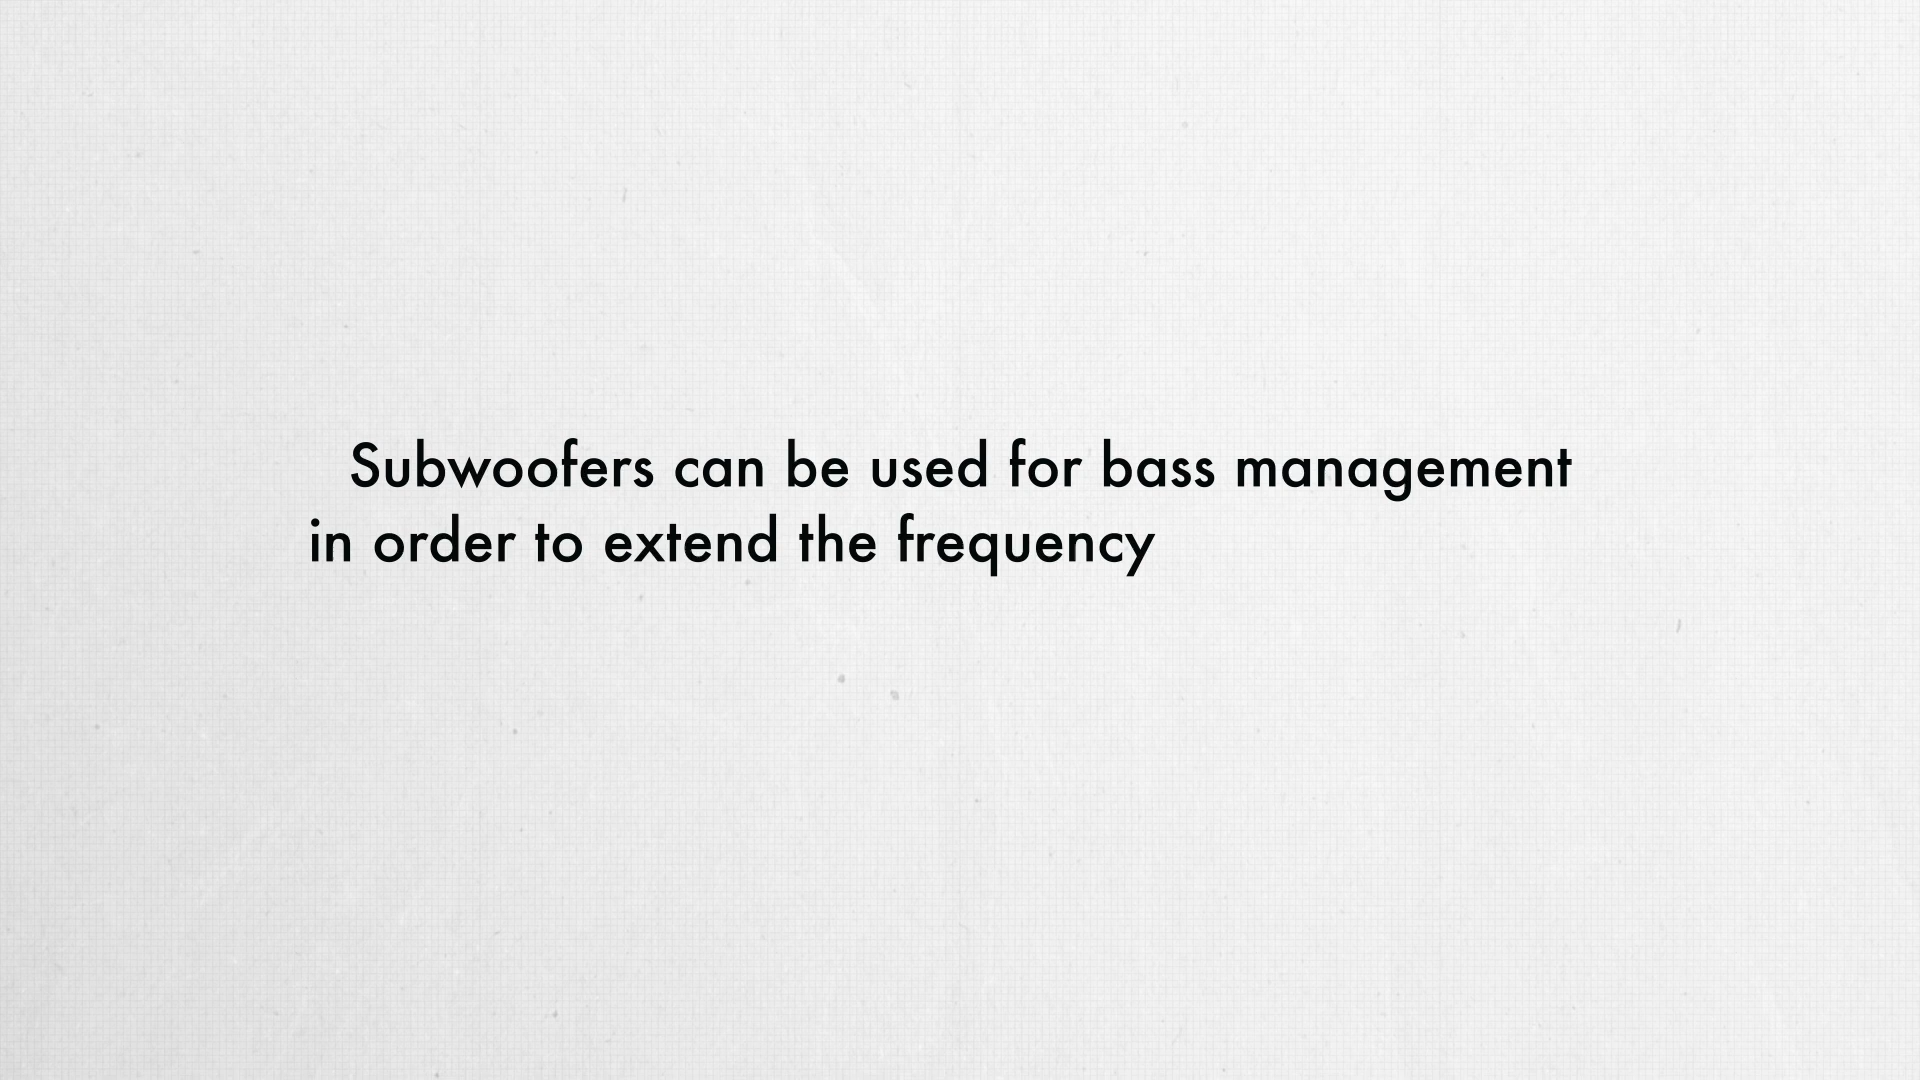 Subwoofers can be used for bass management
in order to extend the frequency